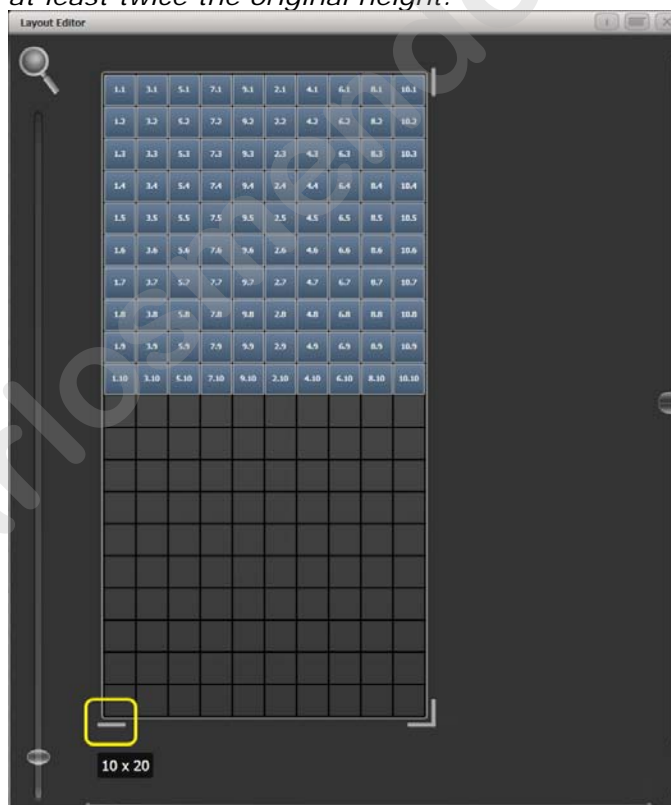 at least twice the original height.
Layout Editor
1.1 3.1 5.1 7.1 9.1 2.1 4.1 6.1 8.1 10.1
1.2 3.2 5.2 7.2 9.2 2.2 4.2 6.2 8.2 10.2
1.3 3.3 5.3 7.3 9.3 2.3 4.3 6.3 8.3 10.3
1.4 3.4 5.4 7.4 9.4 2.4 4.4 6.4 8.4 10.4
1.5 3.5 5.5 7.5 9.5 2.5 4.5 6.5 8.5 10.5
1.6 3.6 5.6 7.6 9.6 2.6 4.6 6.6 8.6 10.6
1.7 3.7 5.7 7.7 9.7 2.7 4.7 6.7 8.7 10.7
1.8 3.8 5.8 7.8 9.8 2.8 4.8 6.8 8.8 10.8
1.9 3.9 5.9 7.9 9.9 2.9 4.9 6.9 8.9 10.9
1.10 3.10 5.10 7.10 9.10 2.10 4.10 6.10 8.10 10.10
10 x 20